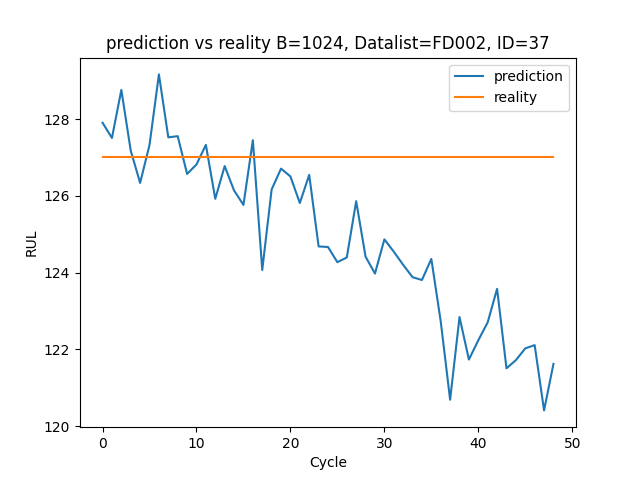 prediction vs reality B=1024, Datalist=FD002, ID=37
prediction
reality
128
126
124
122
120
RUL
0 10 20 30 40 50
Cycle